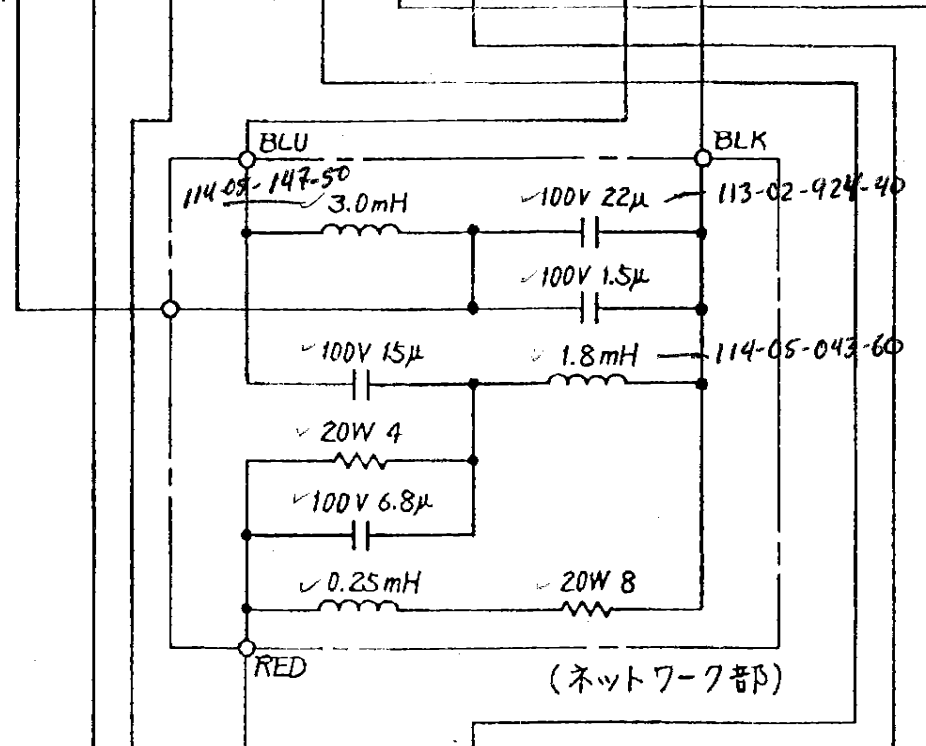 BLU
BLK
114-05-147-50
3.0mH
100V 22μ
113-02-924-40
100V 1.5μ
100V 15μ
1.8mH
114-05-043-60
20W 4
100V 6.8μ
0.25mH
20W 8
RED
(ネットワーク部)